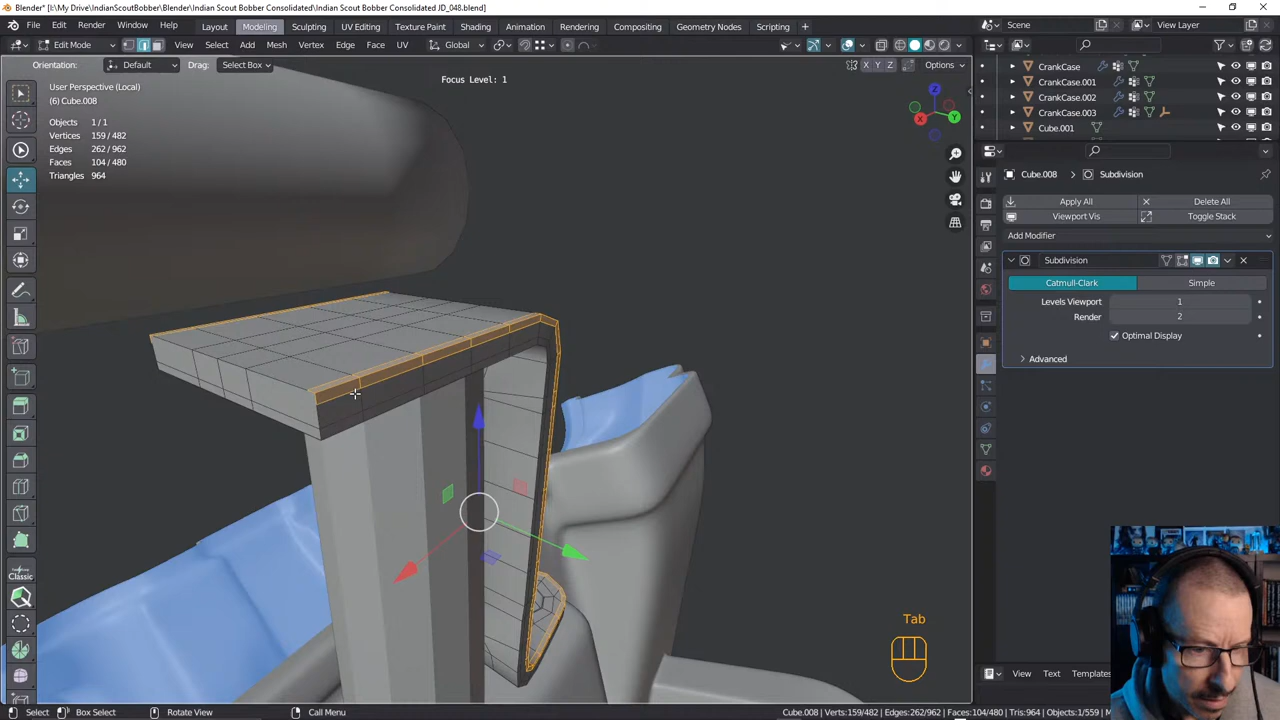 Blender* [I:\My Drive\IndianScoutBobber\Blender\Indian Scout Bobber Consolidated\Indian Scout Bobber Consolidated JD_048.blend]
File Edit Render Window Help Layout Modeling Sculpting UV Editing Texture Paint Shading Animation Rendering Compositing Geometry Nodes Scripting Scene View Layer
Edit Mode View Select Add Mesh Vertex Edge Face UV Global
Orientation: Default Drag: Select Box X Y Z Options
Focus Level: 1
User Perspective (Local)
(6) Cube.008
Objects 1 / 1
Vertices 159 / 482
Edges 262 / 962
Faces 104 / 480
Triangles 964
Z
Y
X
Classic
Tab
CrankCase
CrankCase.001
CrankCase.002
CrankCase.003
Cube.001
Cube.008 > Subdivision
Apply All Delete All
Viewport Vis Toggle Stack
Add Modifier
Subdivision
Catmull-Clark Simple
Levels Viewport 1
Render 2
Optimal Display
Advanced
View Text Templates
Select Box Select Rotate View Call Menu
Cube.008 | Verts:159/482 | Edges:262/962 | Faces:104/480 | Tris:964 | Objects:1/559